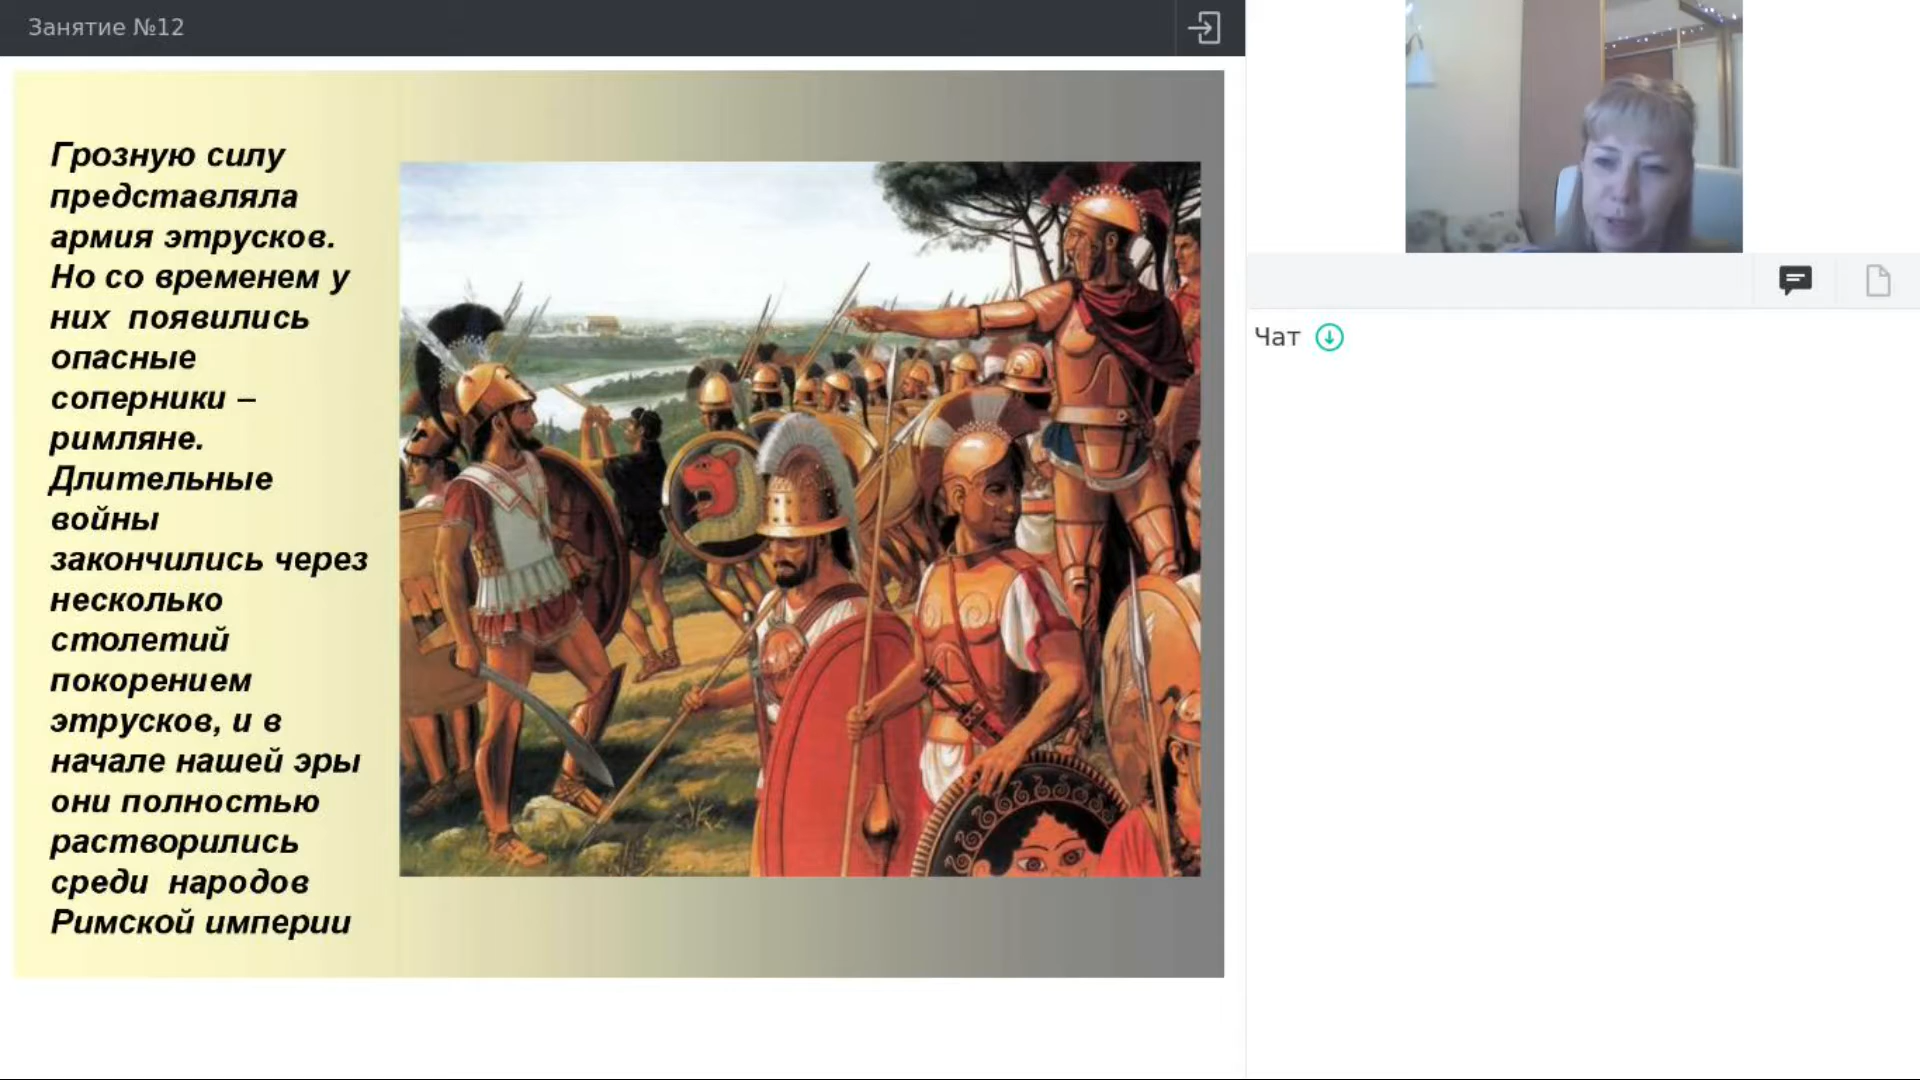 Занятие №12
Грозную силу
представляла
армия этрусков.
Но со временем у
них появились
опасные
соперники –
римляне.
Длительные
войны
закончились через
несколько
столетий
покорением
этрусков, и в
начале нашей эры
они полностью
растворились
среди народов
Римской империи
Чат